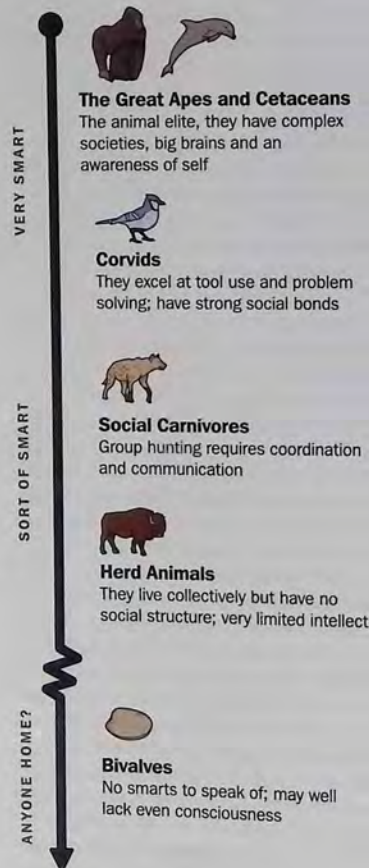 VERY SMART
The Great Apes and Cetaceans
The animal elite, they have complex
societies, big brains and an
awareness of self
Corvids
They excel at tool use and problem
solving; have strong social bonds
SORT OF SMART
Social Carnivores
Group hunting requires coordination
and communication
Herd Animals
They live collectively but have no
social structure; very limited intellect
ANYONE HOME?
Bivalves
No smarts to speak of; may well
lack even consciousness